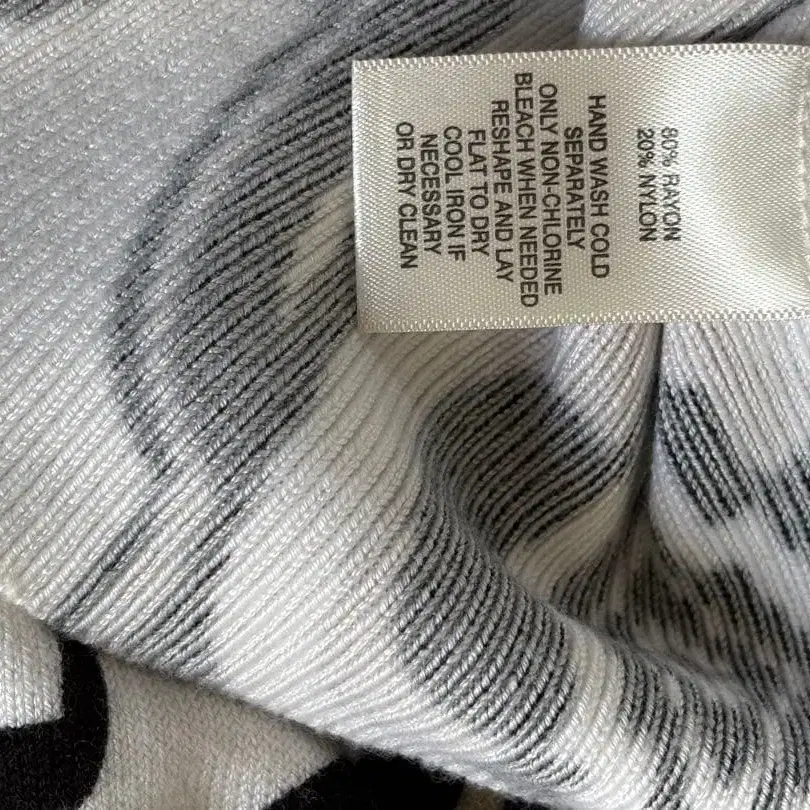 80% RAYON
20% NYLON
HAND WASH COLD
SEPARATELY
ONLY NON-CHLORINE
BLEACH WHEN NEEDED
RESHAPE AND LAY
FLAT TO DRY
COOL IRON IF
NECESSARY
OR DRY CLEAN